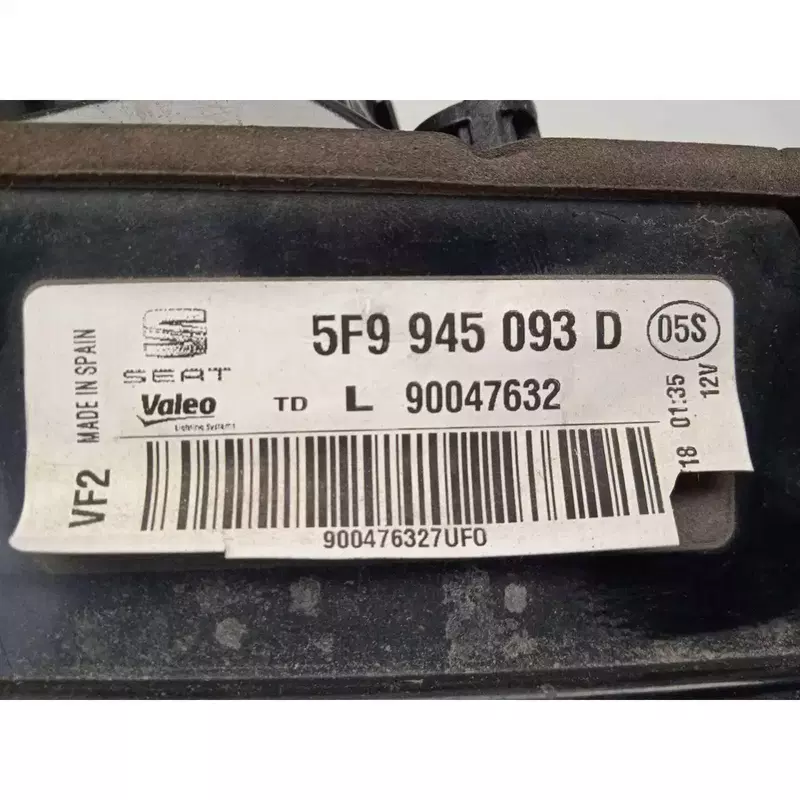 MADE IN SPAIN
VF2
SEAT
5F9 945 093 D
05S
Valeo
Lighting Systems
TD L 90047632
18 01:35
12V
900476327UF0